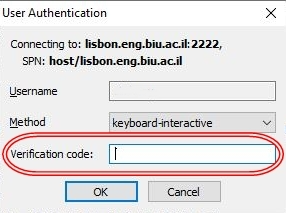 User Authentication
Connecting to: lisbon.eng.biu.ac.il:2222,
SPN: host/lisbon.eng.biu.ac.il
Username
Method keyboard-interactive
Verification code:
OK Cancel